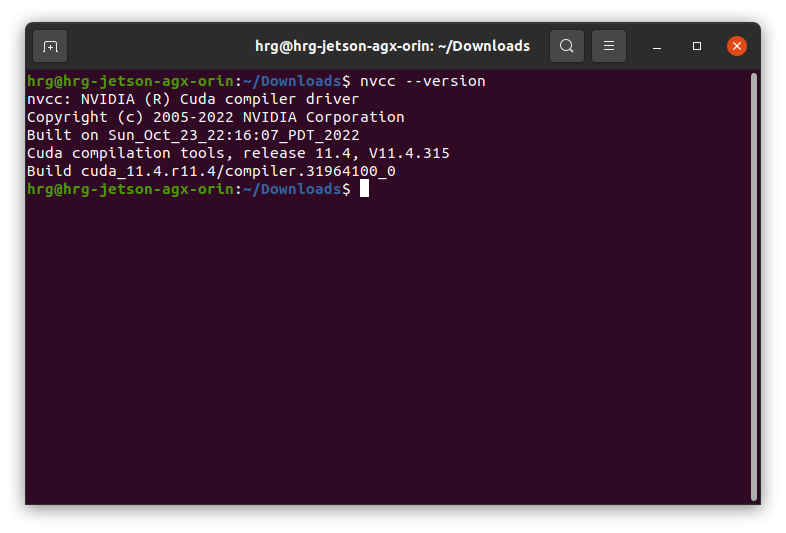 hrg@hrg-jetson-agx-orin: ~/Downloads
hrg@hrg-jetson-agx-orin:~/Downloads$ nvcc --version
nvcc: NVIDIA (R) Cuda compiler driver
Copyright (c) 2005-2022 NVIDIA Corporation
Built on Sun_Oct_23_22:16:07_PDT_2022
Cuda compilation tools, release 11.4, V11.4.315
Build cuda_11.4.r11.4/compiler.31964100_0
hrg@hrg-jetson-agx-orin:~/Downloads$